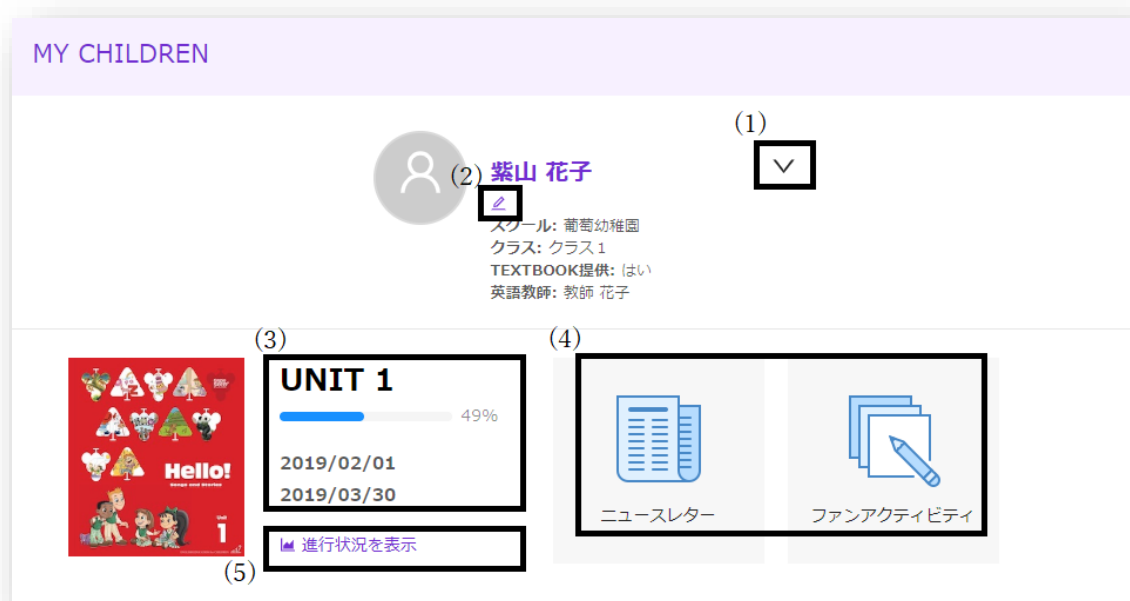 MY CHILDREN
(1)
(2)
紫山 花子
スクール: 葡萄幼稚園
クラス: クラス1
TEXTBOOK提供: はい
英語教師: 教師 花子
(3)
(4)
Hello!
Songs and Stories
Unit
1
UNIT 1
49%
2019/02/01
2019/03/30
進行状況を表示
(5)
ニュースレター
ファンアクティビティ